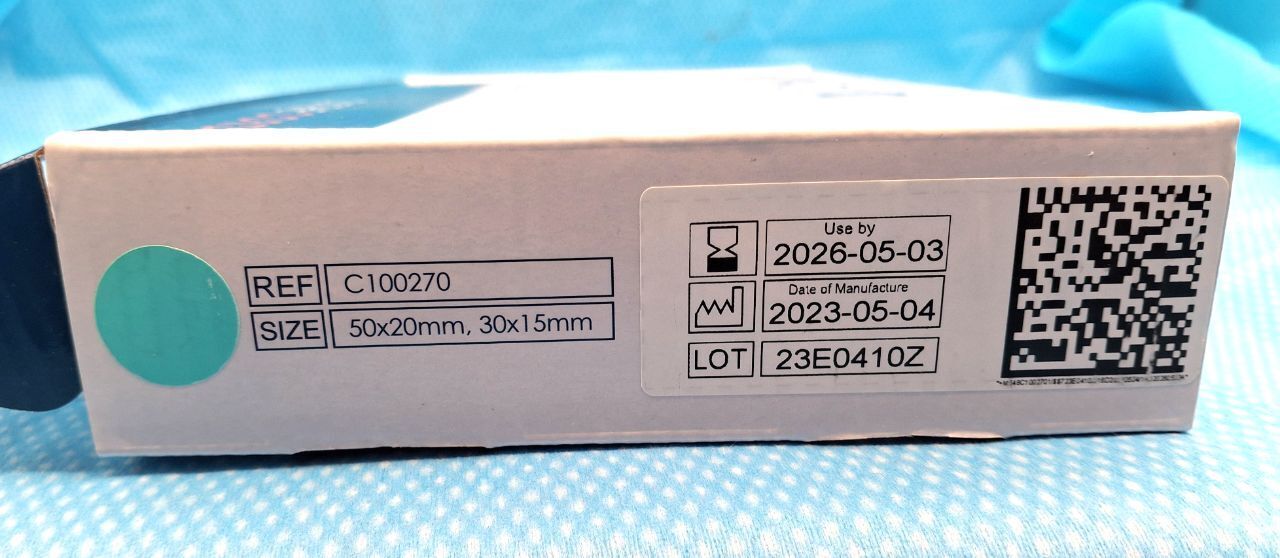 REF C100270
SIZE 50x20mm, 30x15mm
Use by
2026-05-03
Date of Manufacture
2023-05-04
LOT 23E0410Z